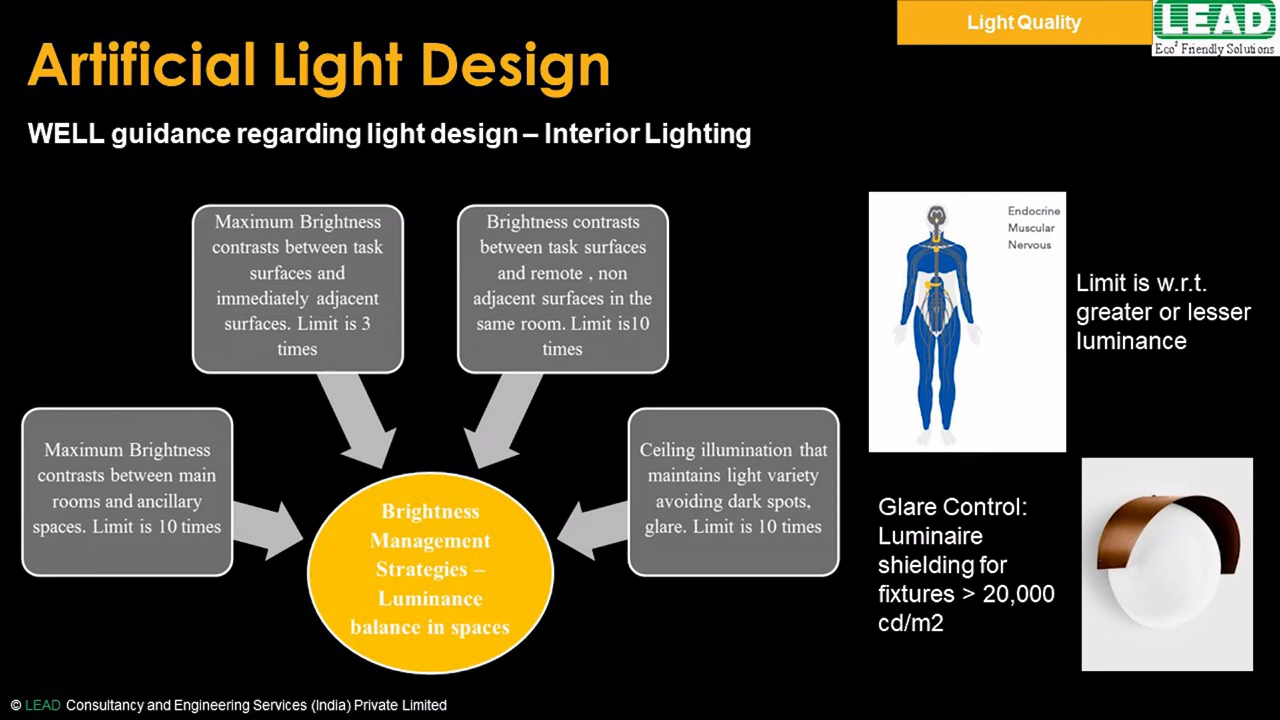 Light Quality
LEAD
Eco² Friendly Solutions
Artificial Light Design
WELL guidance regarding light design – Interior Lighting
Maximum Brightness
contrasts between task
surfaces and
immediately adjacent
surfaces. Limit is 3
times
Brightness contrasts
between task surfaces
and remote , non
adjacent surfaces in the
same room. Limit is10
times
Endocrine
Muscular
Nervous
Limit is w.r.t.
greater or lesser
luminance
Maximum Brightness
contrasts between main
rooms and ancillary
spaces. Limit is 10 times
Ceiling illumination that
maintains light variety
avoiding dark spots,
glare. Limit is 10 times
Brightness
Management
Strategies –
Luminance
balance in spaces
Glare Control:
Luminaire
shielding for
fixtures > 20,000
cd/m2
© LEAD Consultancy and Engineering Services (India) Private Limited